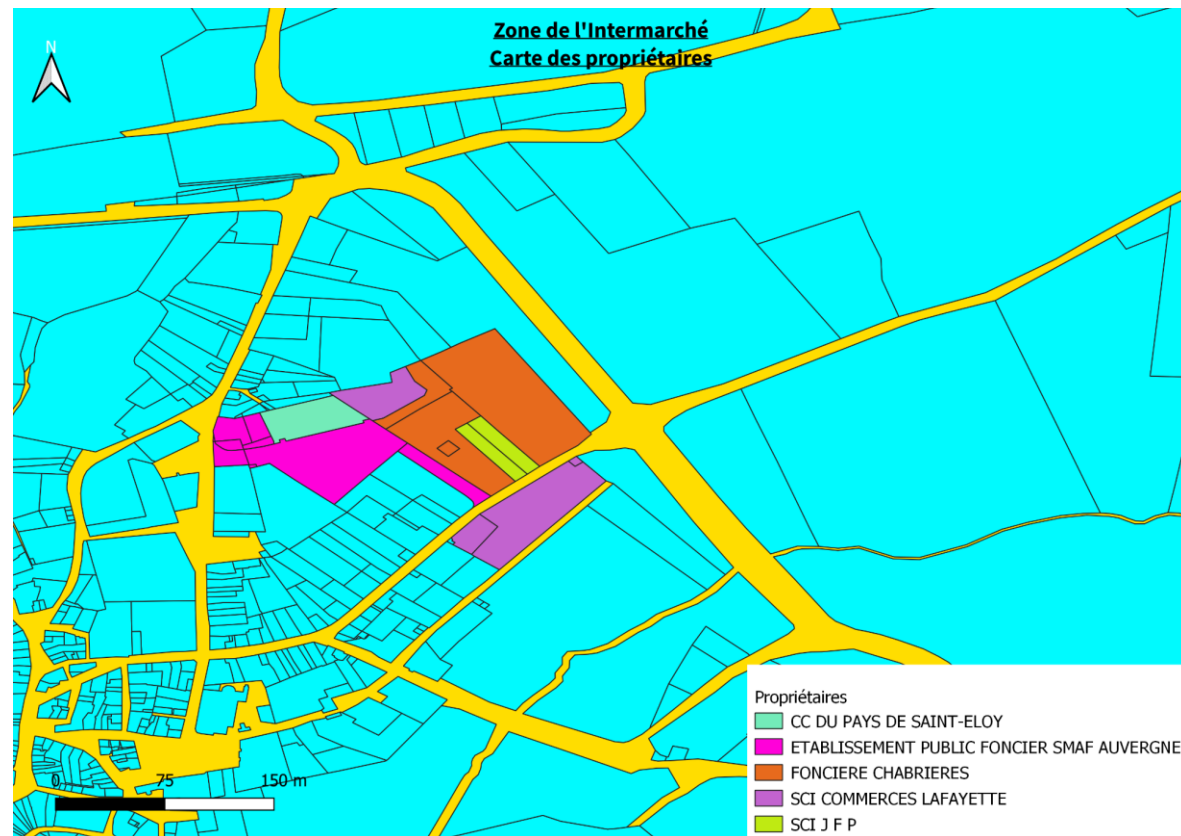 Zone de l'Intermarché
Carte des propriétaires
N
Propriétaires
CC DU PAYS DE SAINT-ELOY
ETABLISSEMENT PUBLIC FONCIER SMAF AUVERGNE
FONCIERE CHABRIERES
SCI COMMERCES LAFAYETTE
SCI J F P
0 75 150 m